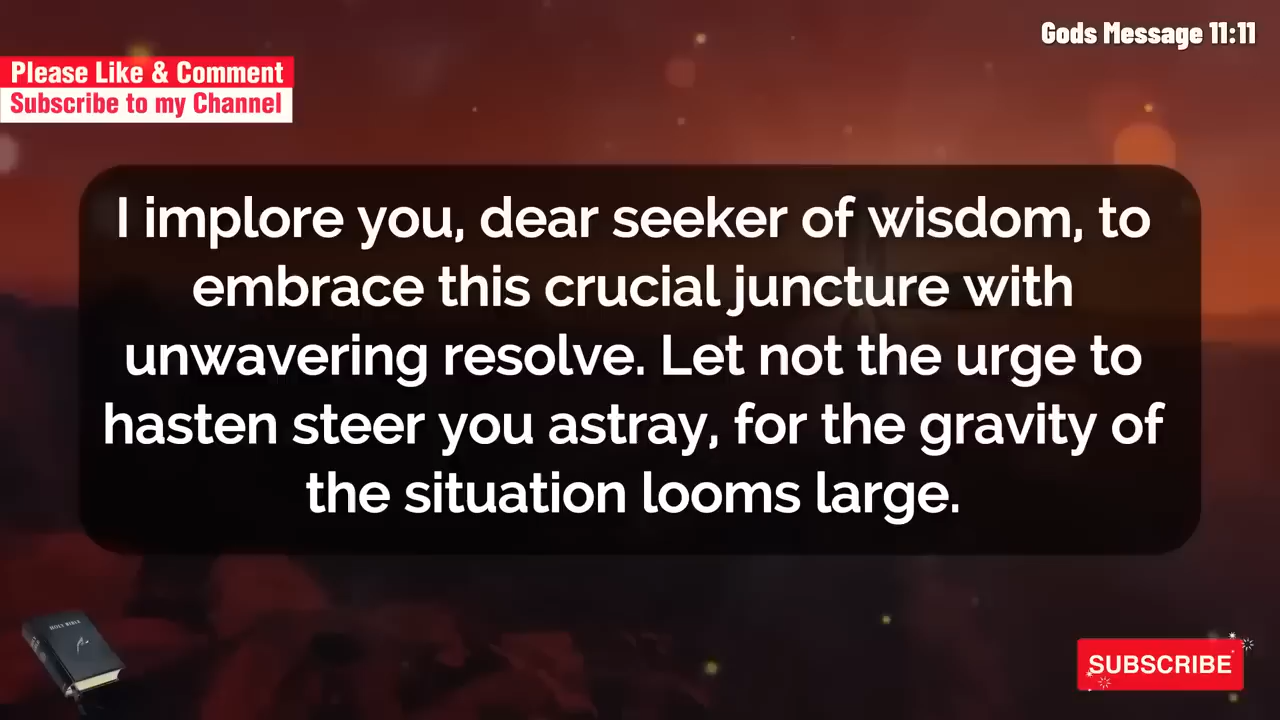 Gods Message 11:11
Please Like & Comment
Subscribe to my Channel
I implore you, dear seeker of wisdom, to
embrace this crucial juncture with
unwavering resolve. Let not the urge to
hasten steer you astray, for the gravity of
the situation looms large.
HOLY BIBLE
SUBSCRIBE